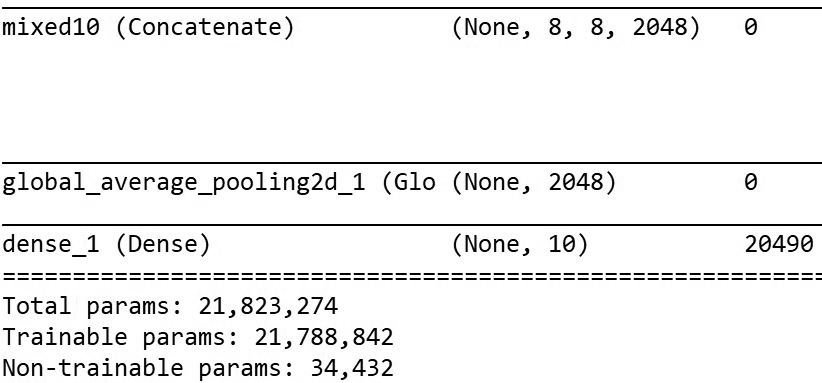 mixed10 (Concatenate) (None, 8, 8, 2048) 0
global_average_pooling2d_1 (Glo (None, 2048) 0
dense_1 (Dense) (None, 10) 20490
===========================================================
Total params: 21,823,274
Trainable params: 21,788,842
Non-trainable params: 34,432